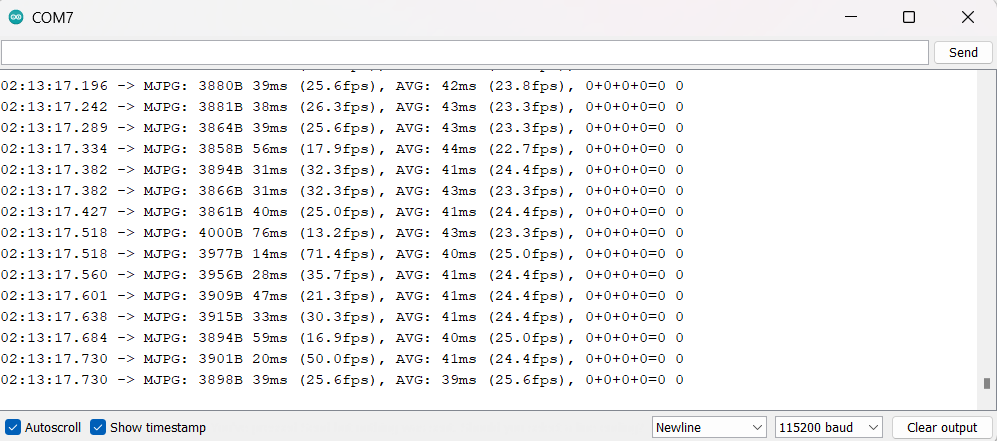 COM7
Send
02:13:17.196 -> MJPG: 3880B 39ms (25.6fps), AVG: 42ms (23.8fps), 0+0+0+0=0 0
02:13:17.242 -> MJPG: 3881B 38ms (26.3fps), AVG: 43ms (23.3fps), 0+0+0+0=0 0
02:13:17.289 -> MJPG: 3864B 39ms (25.6fps), AVG: 43ms (23.3fps), 0+0+0+0=0 0
02:13:17.334 -> MJPG: 3858B 56ms (17.9fps), AVG: 44ms (22.7fps), 0+0+0+0=0 0
02:13:17.382 -> MJPG: 3894B 31ms (32.3fps), AVG: 41ms (24.4fps), 0+0+0+0=0 0
02:13:17.382 -> MJPG: 3866B 31ms (32.3fps), AVG: 43ms (23.3fps), 0+0+0+0=0 0
02:13:17.427 -> MJPG: 3861B 40ms (25.0fps), AVG: 41ms (24.4fps), 0+0+0+0=0 0
02:13:17.518 -> MJPG: 4000B 76ms (13.2fps), AVG: 43ms (23.3fps), 0+0+0+0=0 0
02:13:17.518 -> MJPG: 3977B 14ms (71.4fps), AVG: 40ms (25.0fps), 0+0+0+0=0 0
02:13:17.560 -> MJPG: 3956B 28ms (35.7fps), AVG: 41ms (24.4fps), 0+0+0+0=0 0
02:13:17.601 -> MJPG: 3909B 47ms (21.3fps), AVG: 41ms (24.4fps), 0+0+0+0=0 0
02:13:17.638 -> MJPG: 3915B 33ms (30.3fps), AVG: 41ms (24.4fps), 0+0+0+0=0 0
02:13:17.684 -> MJPG: 3894B 59ms (16.9fps), AVG: 40ms (25.0fps), 0+0+0+0=0 0
02:13:17.730 -> MJPG: 3901B 20ms (50.0fps), AVG: 41ms (24.4fps), 0+0+0+0=0 0
02:13:17.730 -> MJPG: 3898B 39ms (25.6fps), AVG: 39ms (25.6fps), 0+0+0+0=0 0
Autoscroll Show timestamp Newline 115200 baud Clear output